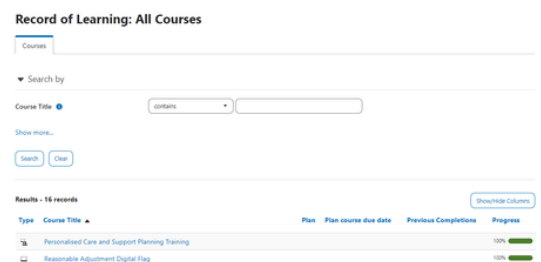 Record of Learning: All Courses
Courses
Search by
Course Title
contains
Show more...
Search Clear
Results - 16 records
Show/Hide Columns
Type Course Title Plan Plan course due date Previous Completions Progress
Personalised Care and Support Planning Training 100%
Reasonable Adjustment Digital Flag 100%